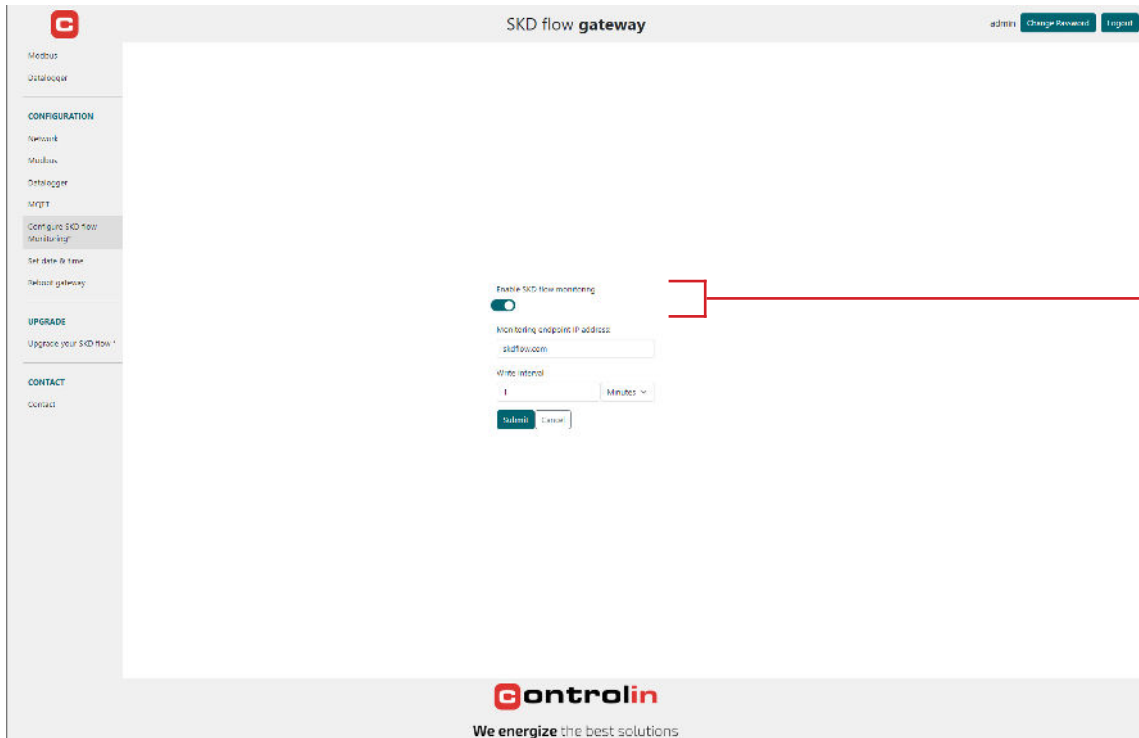 SKD flow gateway
admin
Change Password
Logout
Modbus
Datalogger
CONFIGURATION
Network
Modbus
Datalogger
MQTT
Configure SKD flow
Monitoring*
Set date & time
Reboot gateway
UPGRADE
Upgrade your SKD flow *
CONTACT
Contact
Enable SKD flow monitoring
Monitoring endpoint IP address:
skdflow.com
Write interval
1
Minutes
Submit
Cancel
controlin
We energize the best solutions